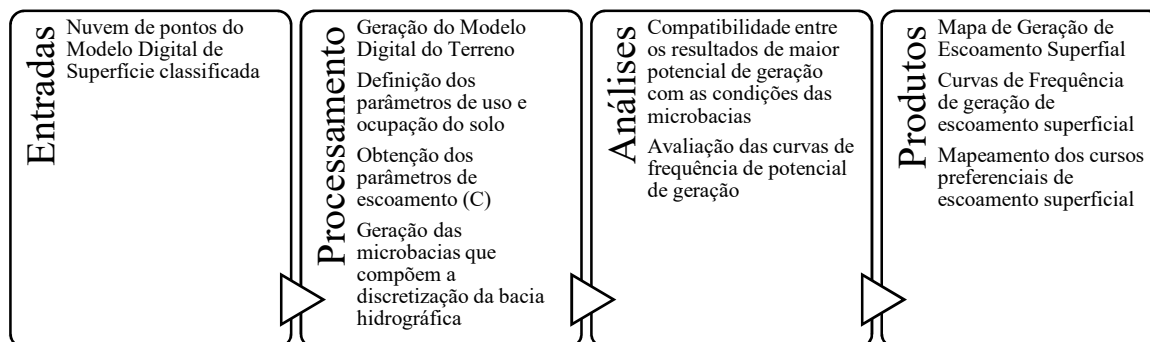 Entradas
Nuvem de pontos do
Modelo Digital de
Superfície classificada
Processamento
Geração do Modelo
Digital do Terreno
Definição dos
parâmetros de uso e
ocupação do solo
Obtenção dos
parâmetros de
escoamento (C)
Geração das
microbacias que
compõem a
discretização da bacia
hidrográfica
Análises
Compatibilidade entre
os resultados de maior
potencial de geração
com as condições das
microbacias
Avaliação das curvas de
frequência de potencial
de geração
Produtos
Mapa de Geração de
Escoamento Superfial
Curvas de Frequência
de geração de
escoamento superficial
Mapeamento dos cursos
preferenciais de
escoamento superficial